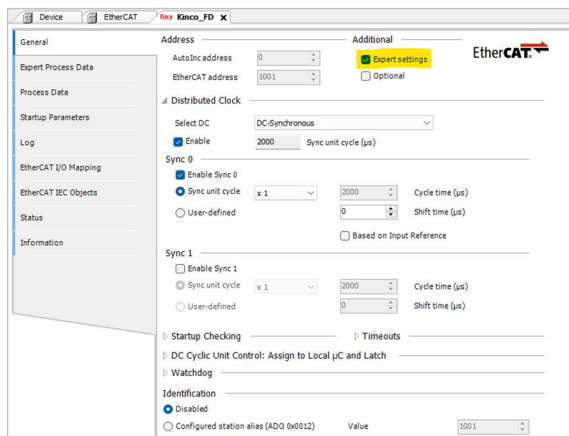 Device
EtherCAT
Kinco Kinco_FD X
General
Expert Process Data
Process Data
Startup Parameters
Log
EtherCAT I/O Mapping
EtherCAT IEC Objects
Status
Information
Address
AutoInc address 0
EtherCAT address 1001
Additional
Expert settings
Optional
EtherCAT
Distributed Clock
Select DC DC-Synchronous
Enable 2000 Sync unit cycle (µs)
Sync 0
Enable Sync 0
Sync unit cycle x 1 2000 Cycle time (µs)
User-defined 0 Shift time (µs)
Based on Input Reference
Sync 1
Enable Sync 1
Sync unit cycle x 1 2000 Cycle time (µs)
User-defined 0 Shift time (µs)
Startup Checking Timeouts
DC Cyclic Unit Control: Assign to Local µC and Latch
Watchdog
Identification
Disabled
Configured station alias (ADO 0x0012) Value 1001